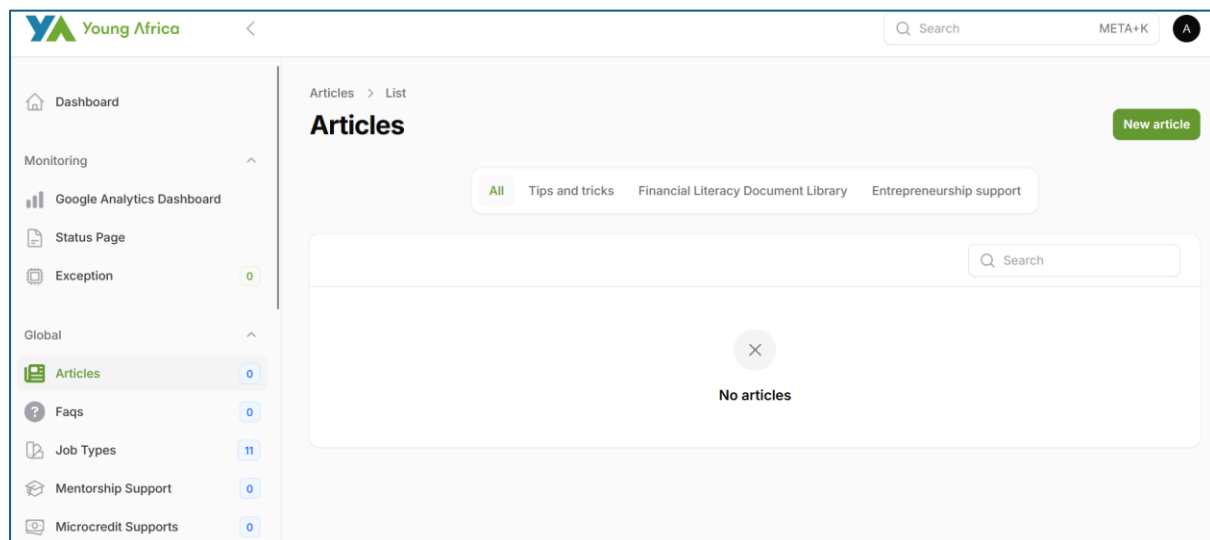 Young Africa
Search META+K A
Dashboard
Monitoring
Google Analytics Dashboard
Status Page
Exception 0
Global
Articles 0
Faqs 0
Job Types 11
Mentorship Support 0
Microcredit Supports 0
Articles > List
Articles
New article
All Tips and tricks Financial Literacy Document Library Entrepreneurship support
Search
No articles